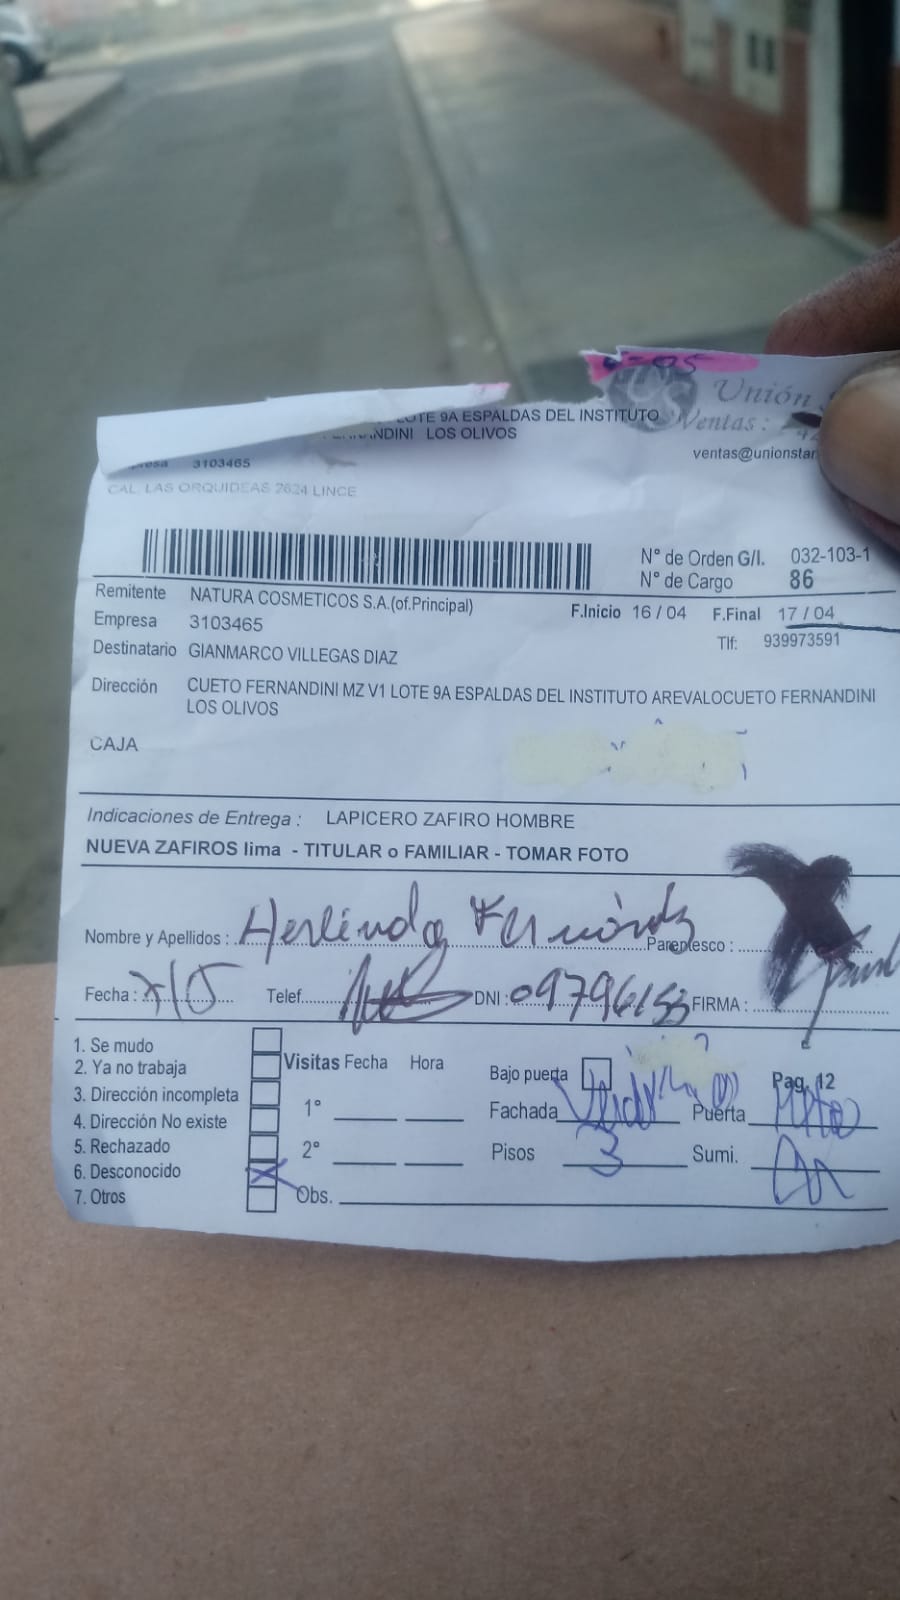 LOTE 9A ESPALDAS DEL INSTITUTO
LOS OLIVOS
3103465
CAL. LAS ORQUIDEAS 2624 LINCE
Unión
Ventas :
ventas@unionstar
N° de Orden G/I. 032-103-1
N° de Cargo 86
Remitente NATURA COSMETICOS S.A.(of.Principal)
F.Inicio 16 / 04 F.Final 17 / 04
Empresa 3103465
Tlf: 939973591
Destinatario GIANMARCO VILLEGAS DIAZ
Dirección CUETO FERNANDINI MZ V1 LOTE 9A ESPALDAS DEL INSTITUTO AREVALOCUETO FERNANDINI
LOS OLIVOS
CAJA
Indicaciones de Entrega : LAPICERO ZAFIRO HOMBRE
NUEVA ZAFIROS lima - TITULAR o FAMILIAR - TOMAR FOTO
Nombre y Apellidos : Herlinda Fernández Parentesco :
Fecha : Telef. DNI : 09796153 FIRMA :
1. Se mudo
2. Ya no trabaja
3. Dirección incompleta
4. Dirección No existe
5. Rechazado
6. Desconocido
7. Otros
Visitas Fecha Hora
1°
2°
Obs.
Bajo puerta Pag. 12
Fachada Puerta
Pisos 3 Sumi.